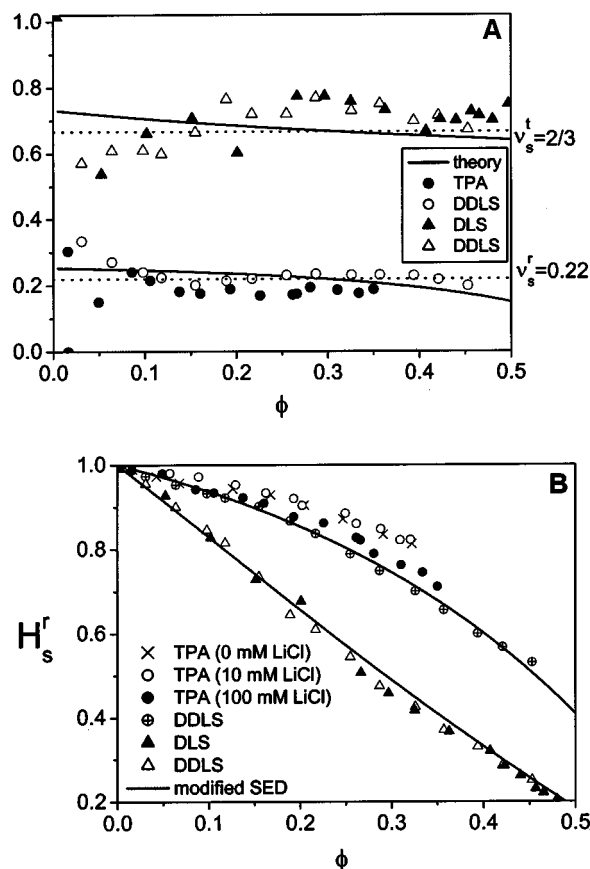 A
1.0
0.8
0.6
0.4
0.2
0.0
νₛᵗ=2/3
νₛʳ=0.22
theory
TPA
DDLS
DLS
DDLS
0.0 0.1 0.2 0.3 0.4 0.5
ϕ
B
1.0
0.8
0.6
0.4
0.2
Hₛʳ
TPA (0 mM LiCl)
TPA (10 mM LiCl)
TPA (100 mM LiCl)
DDLS
DLS
DDLS
modified SED
0.0 0.1 0.2 0.3 0.4 0.5
ϕ